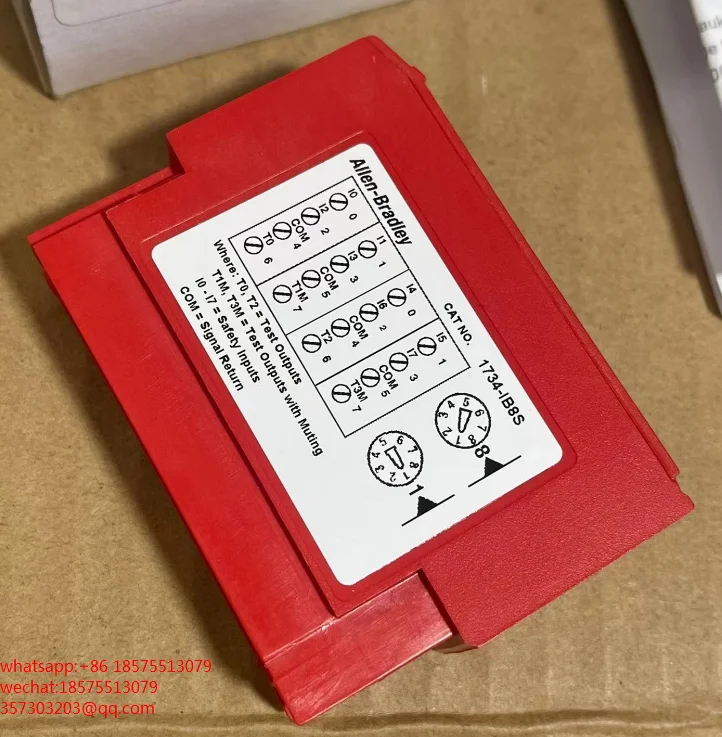 Allen-Bradley
CAT NO. 1734-IB8S
I0 I1 I4 I5
0 1 0 1
I2 I3 I6 I7
2 3 2 3
COM COM COM COM
4 5 4 5
T0 T1M T2 T3M
6 7 6 7
Where: T0, T2 = Test Outputs
T1M, T3M = Test Outputs with Muting
I0 - I7 = Safety Inputs
COM = Signal Return
8
1
whatsapp:+86 18575513079
wechat:18575513079
357303203@qq.com